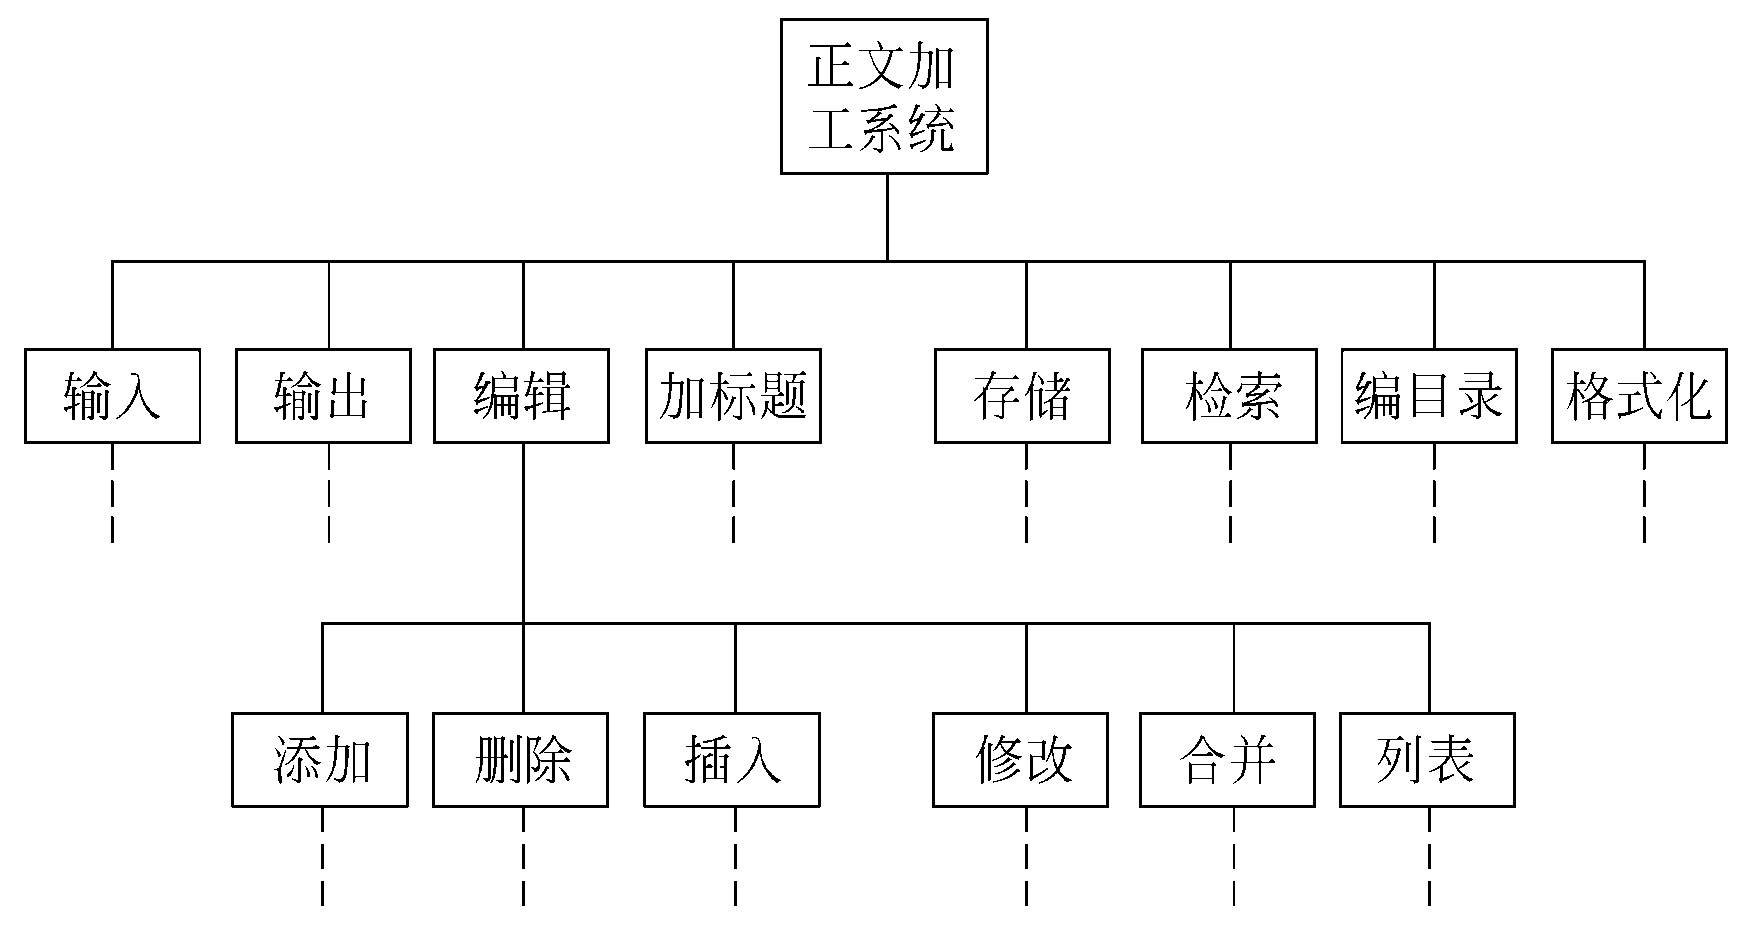 正文加
工系统
输入
输出
编辑
加标题
存储
检索
编目录
格式化
添加
删除
插入
修改
合并
列表